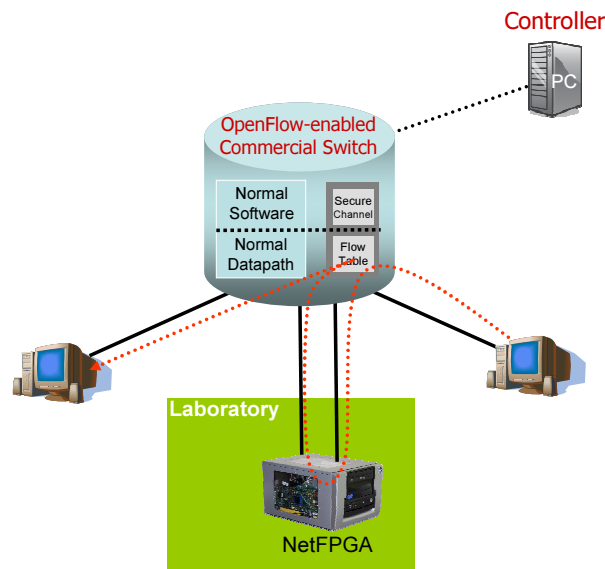 Controller
PC
OpenFlow-enabled
Commercial Switch
Normal
Software
Secure
Channel
Normal
Datapath
Flow
Table
Laboratory
NetFPGA